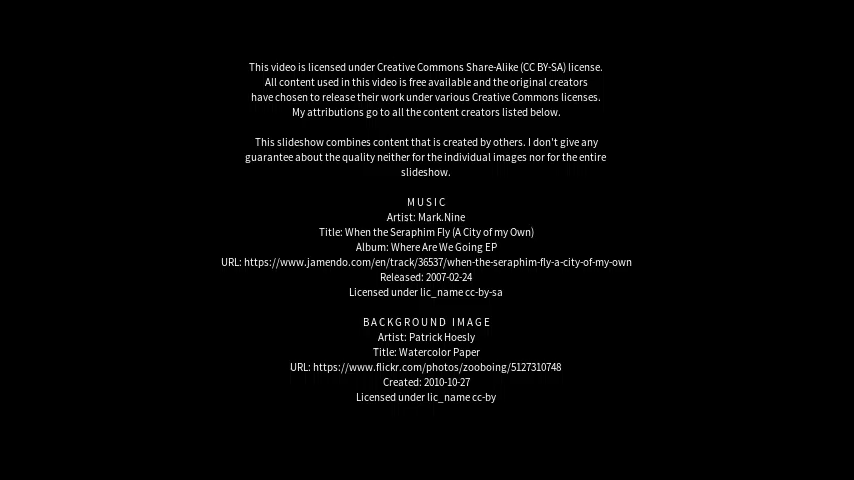 This video is licensed under Creative Commons Share-Alike (CC BY-SA) license.
All content used in this video is free available and the original creators
have chosen to release their work under various Creative Commons licenses.
My attributions go to all the content creators listed below.
This slideshow combines content that is created by others. I don't give any
guarantee about the quality neither for the individual images nor for the entire
slideshow.
MUSIC
Artist: Mark.Nine
Title: When the Seraphim Fly (A City of my Own)
Album: Where Are We Going EP
URL: https://www.jamendo.com/en/track/36537/when-the-seraphim-fly-a-city-of-my-own
Released: 2007-02-24
Licensed under lic_name cc-by-sa
BACKGROUND IMAGE
Artist: Patrick Hoesly
Title: Watercolor Paper
URL: https://www.flickr.com/photos/zooboing/5127310748
Created: 2010-10-27
Licensed under lic_name cc-by